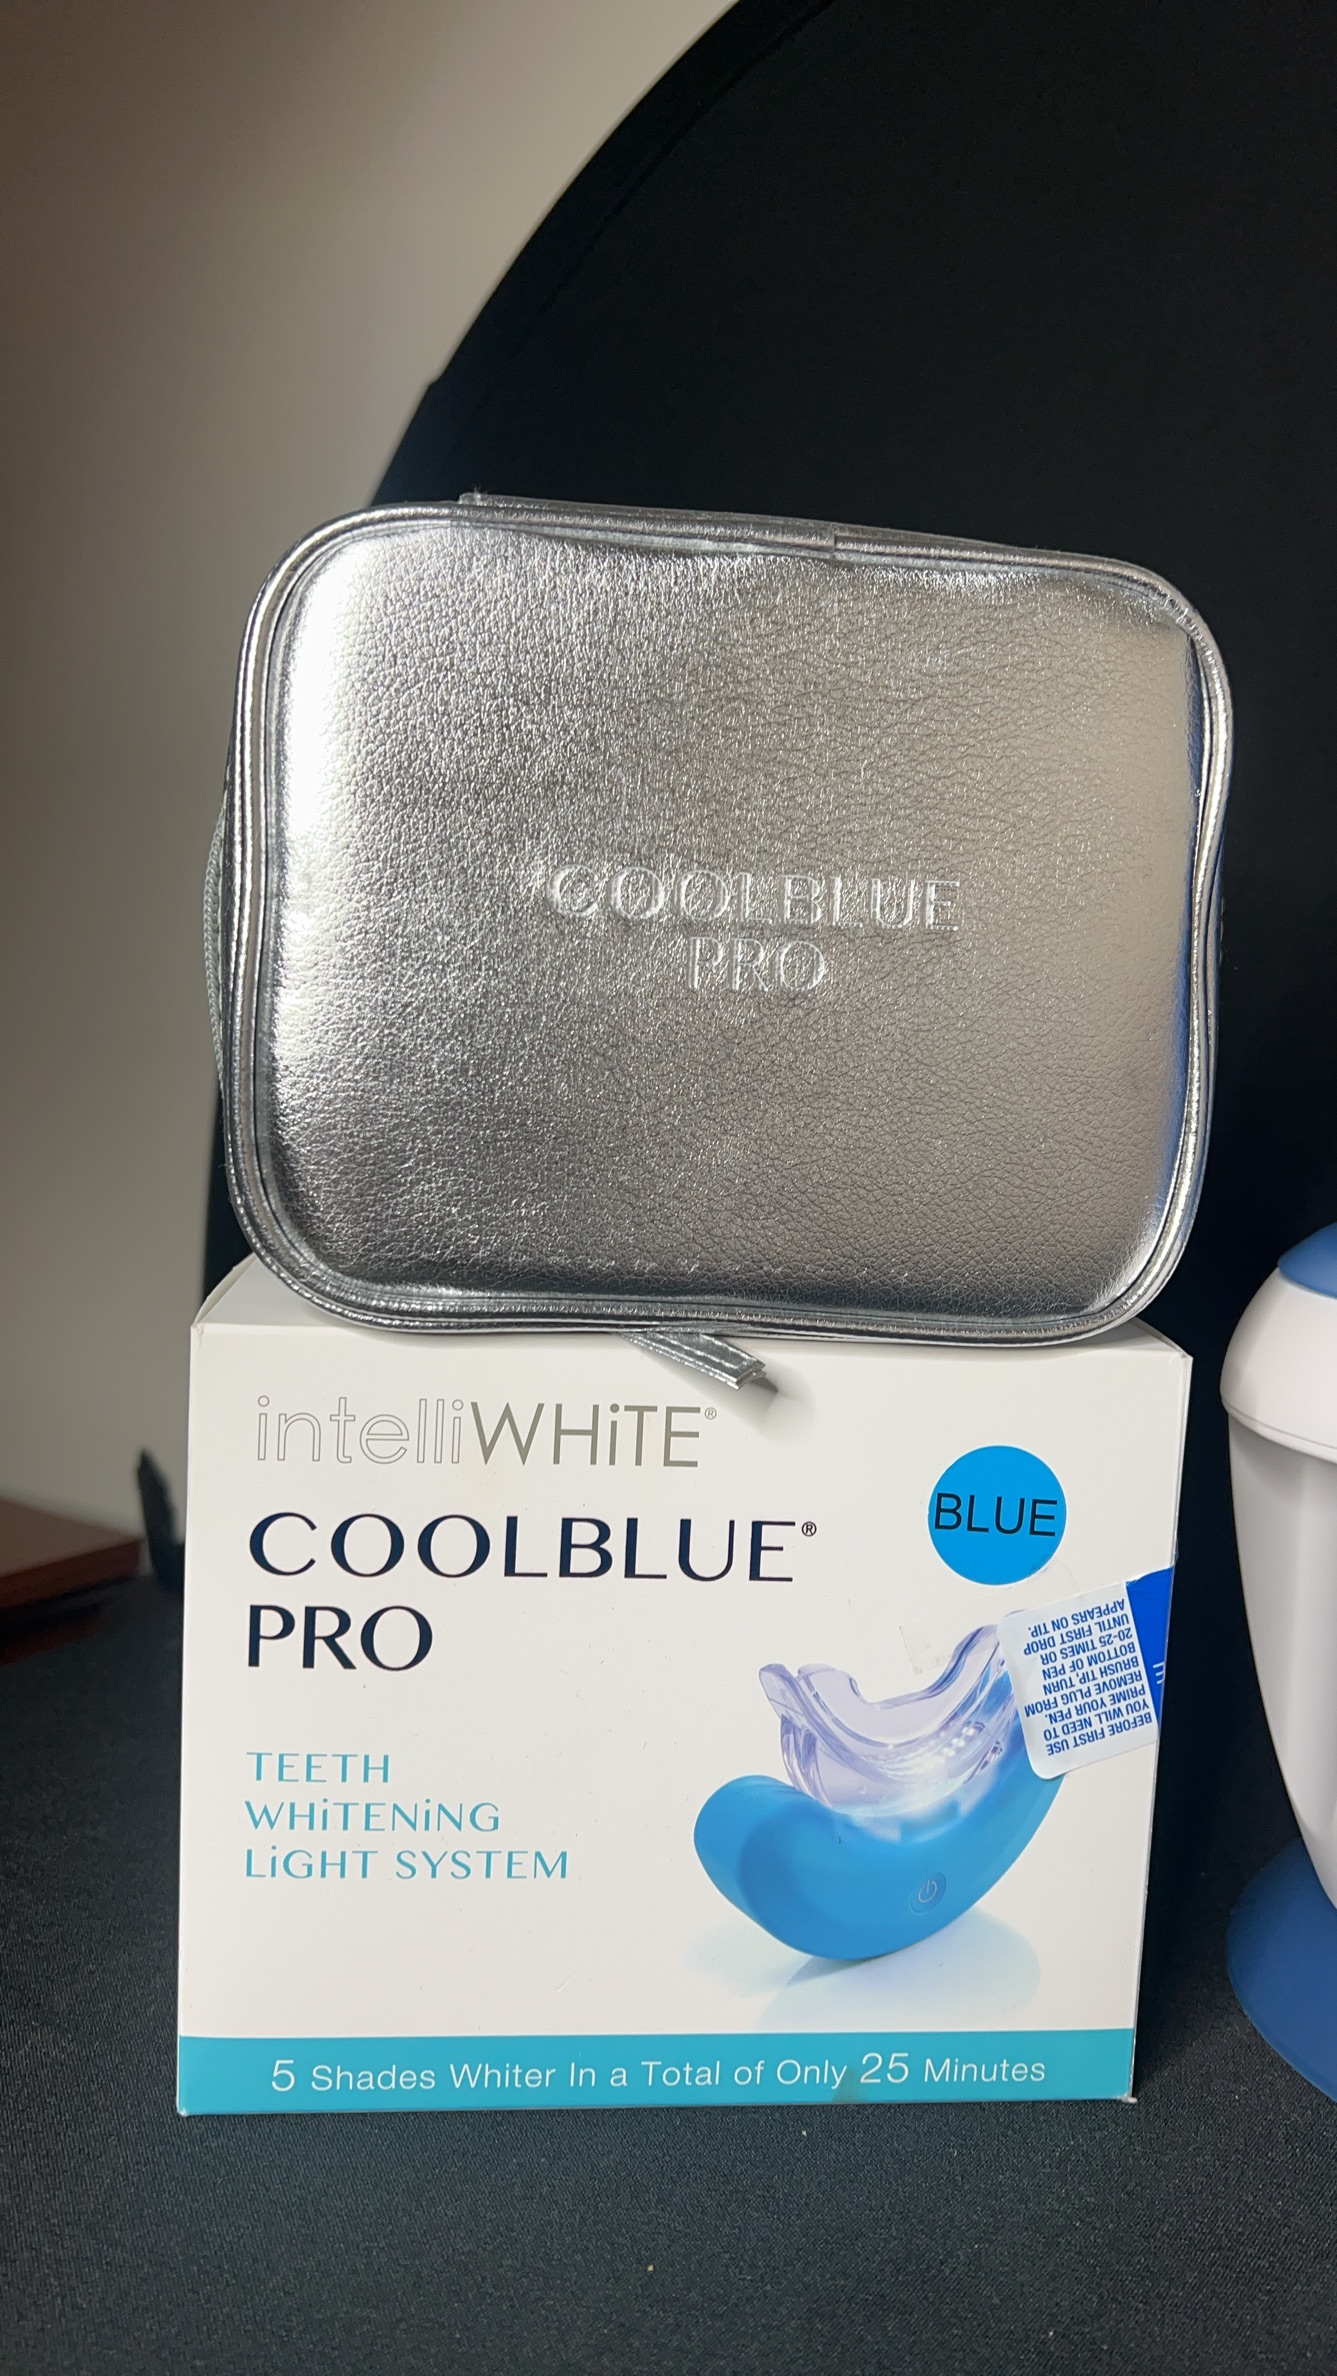 COOLBLUE
PRO
intelliWHiTE®
COOLBLUE®
PRO
BLUE
TEETH
WHiTENiNG
LiGHT SYSTEM
BEFORE FIRST USE
YOU WILL NEED TO
PRIME YOUR PEN.
REMOVE PLUG FROM
BRUSH TIP, TURN
BOTTOM OF PEN
20-25 TIMES OR
UNTIL FIRST DROP
APPEARS ON TIP.
5 Shades Whiter In a Total of Only 25 Minutes